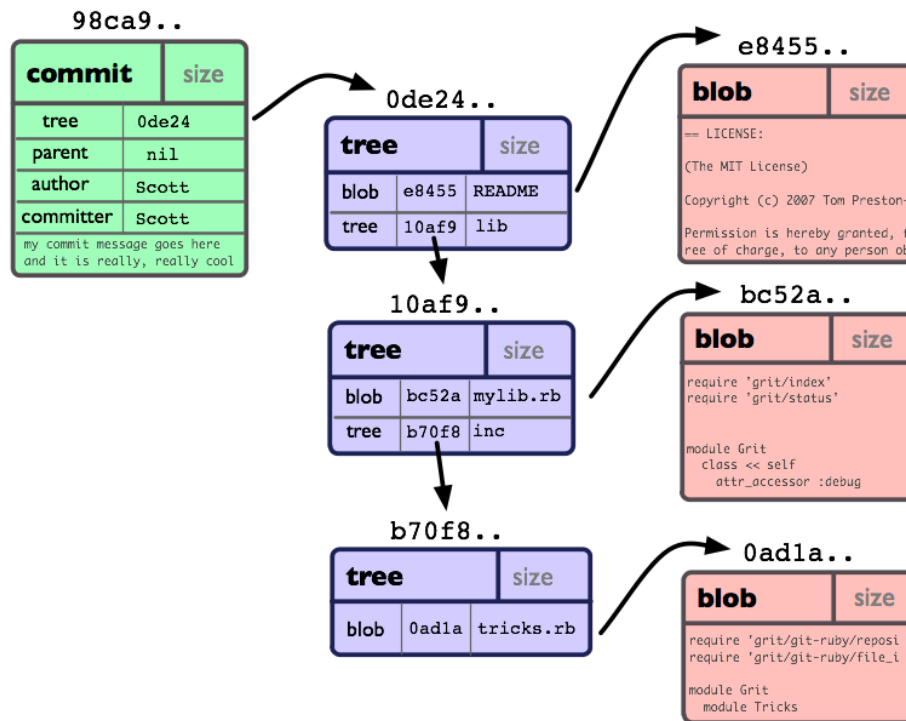 98ca9..
commit size
tree 0de24
parent nil
author Scott
committer Scott
my commit message goes here
and it is really, really cool
0de24..
tree size
blob e8455 README
tree 10af9 lib
10af9..
tree size
blob bc52a mylib.rb
tree b70f8 inc
b70f8..
tree size
blob 0ad1a tricks.rb
e8455..
blob size
== LICENSE:
(The MIT License)
Copyright (c) 2007 Tom Preston-
Permission is hereby granted, f
ree of charge, to any person ob
bc52a..
blob size
require 'grit/index'
require 'grit/status'
module Grit
class << self
attr_accessor :debug
0ad1a..
blob size
require 'grit/git-ruby/reposi
require 'grit/git-ruby/file_i
module Grit
module Tricks